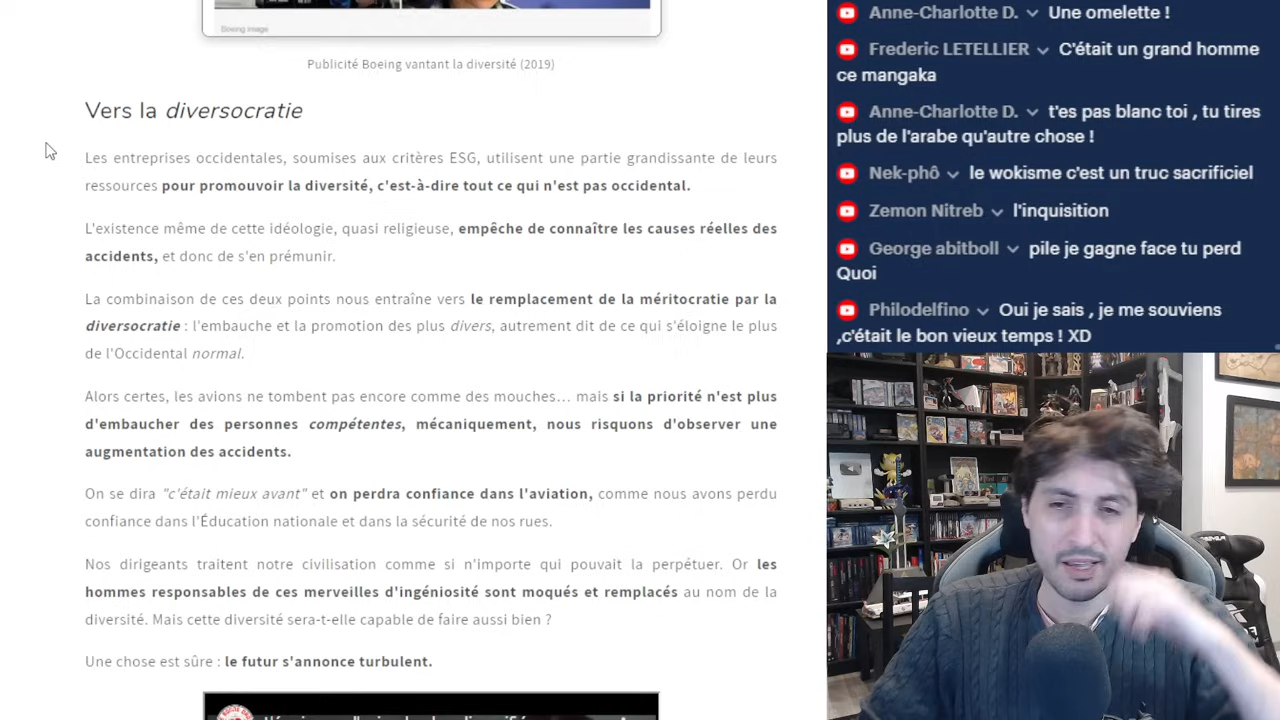 Boeing image
Publicité Boeing vantant la diversité (2019)
Vers la diversocratie
Les entreprises occidentales, soumises aux critères ESG, utilisent une partie grandissante de leurs
ressources pour promouvoir la diversité, c'est-à-dire tout ce qui n'est pas occidental.
L'existence même de cette idéologie, quasi religieuse, empêche de connaître les causes réelles des
accidents, et donc de s'en prémunir.
La combinaison de ces deux points nous entraîne vers le remplacement de la méritocratie par la
diversocratie : l'embauche et la promotion des plus divers, autrement dit de ce qui s'éloigne le plus
de l'Occidental normal.
Alors certes, les avions ne tombent pas encore comme des mouches… mais si la priorité n'est plus
d'embaucher des personnes compétentes, mécaniquement, nous risquons d'observer une
augmentation des accidents.
On se dira "c'était mieux avant" et on perdra confiance dans l'aviation, comme nous avons perdu
confiance dans l'Éducation nationale et dans la sécurité de nos rues.
Nos dirigeants traitent notre civilisation comme si n'importe qui pouvait la perpétuer. Or les
hommes responsables de ces merveilles d'ingéniosité sont moqués et remplacés au nom de la
diversité. Mais cette diversité sera-t-elle capable de faire aussi bien ?
Une chose est sûre : le futur s'annonce turbulent.
Anne-Charlotte D. Une omelette !
Frederic LETELLIER C'était un grand homme
ce mangaka
Anne-Charlotte D. t'es pas blanc toi , tu tires
plus de l'arabe qu'autre chose !
Nek-phô le wokisme c'est un truc sacrificiel
Zemon Nitreb l'inquisition
George abitboll pile je gagne face tu perd
Quoi
Philodelfino Oui je sais , je me souviens
,c'était le bon vieux temps ! XD